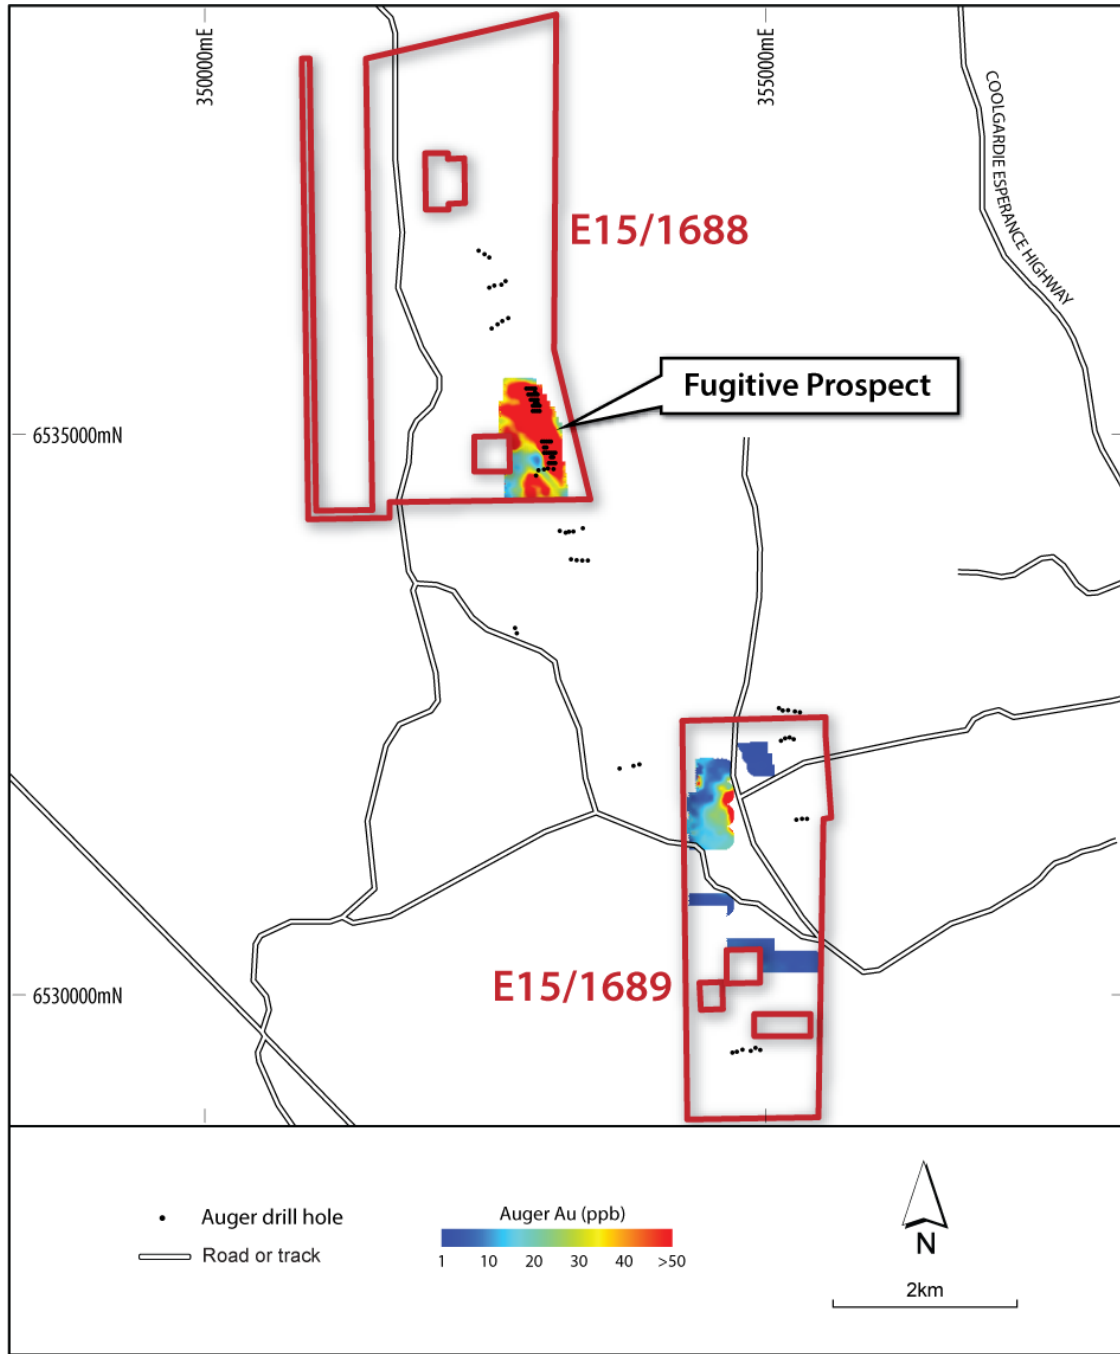 350000mE
355000mE
COOLGARDIE ESPERANCE HIGHWAY
E15/1688
Fugitive Prospect
6535000mN
E15/1689
6530000mN
Auger drill hole
Road or track
Auger Au (ppb)
1 10 20 30 40 >50
N
2km